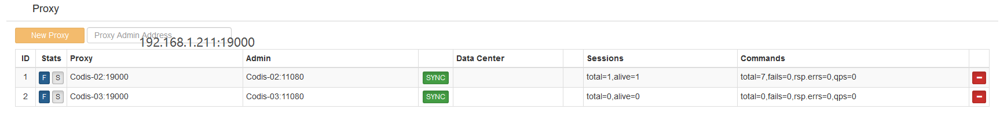 Proxy
New Proxy Proxy Admin Address
192.168.1.211:19000
ID Stats Proxy Admin Data Center Sessions Commands
1 F S Codis-02:19000 Codis-02:11080 SYNC total=1,alive=1 total=7,fails=0,rsp.errs=0,qps=0
2 F S Codis-03:19000 Codis-03:11080 SYNC total=0,alive=0 total=0,fails=0,rsp.errs=0,qps=0